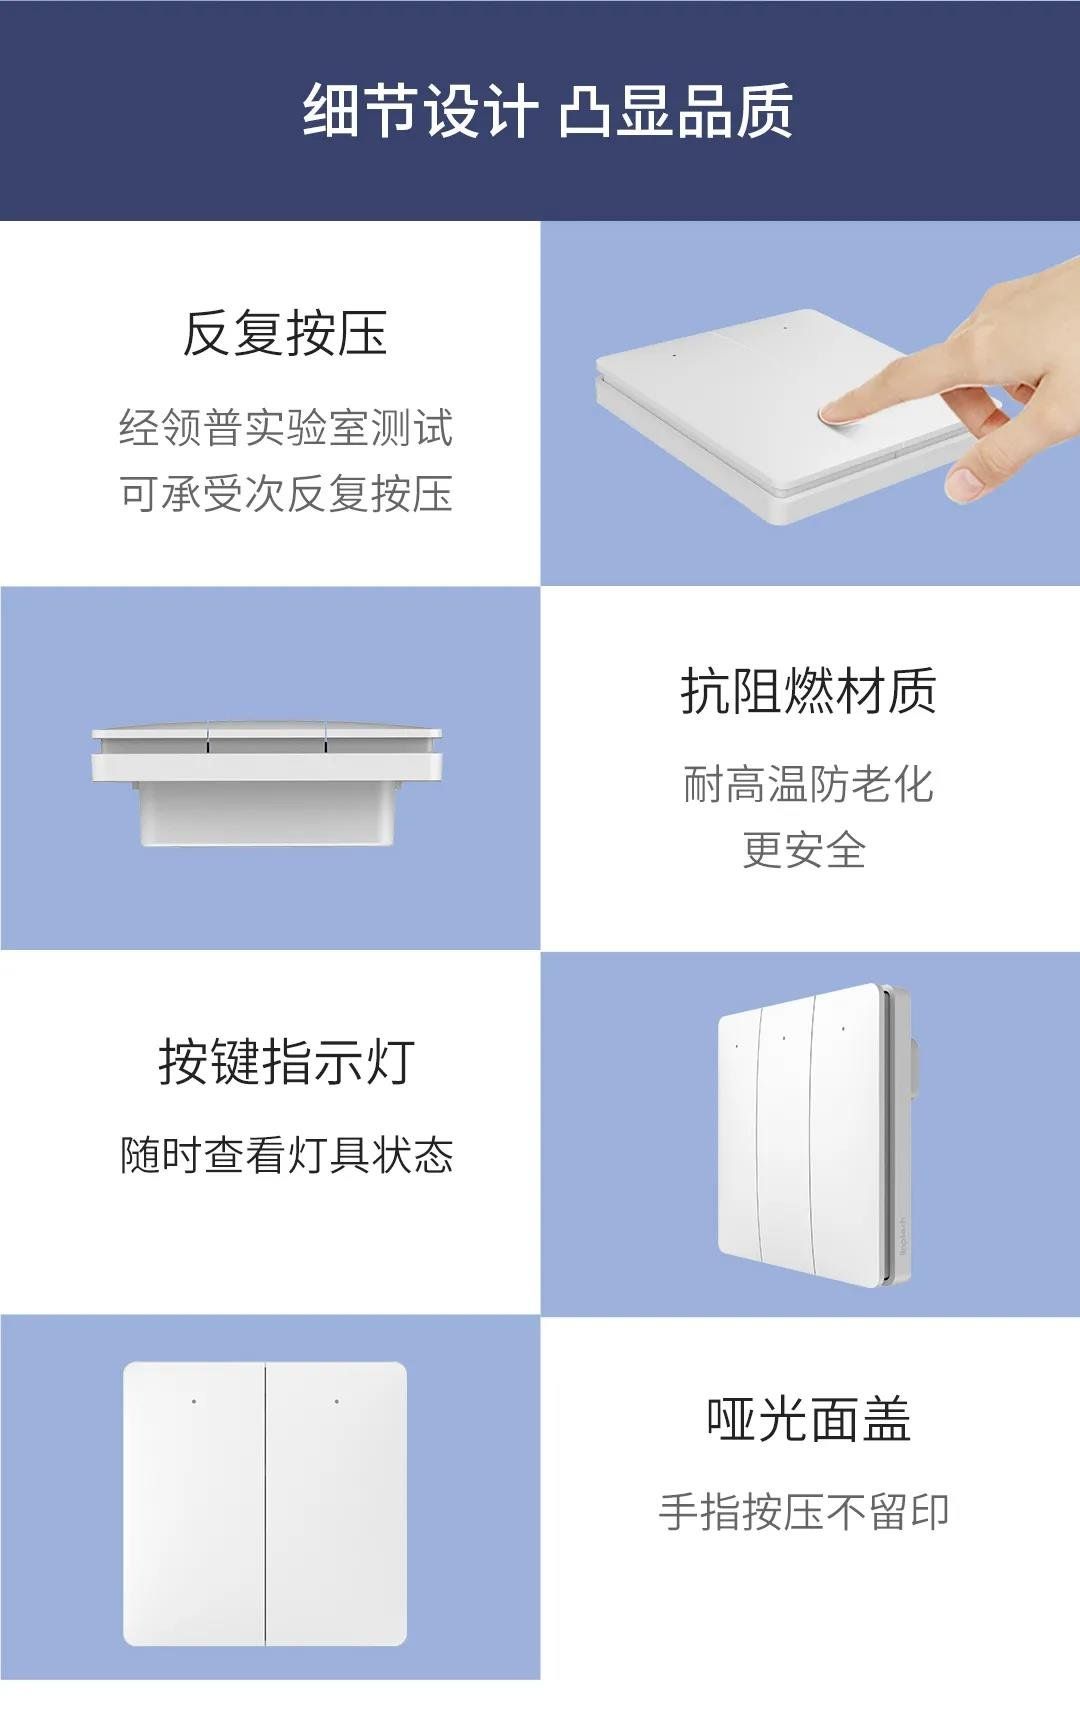 细节设计 凸显品质
反复按压
经领普实验室测试
可承受次反复按压
抗阻燃材质
耐高温防老化
更安全
按键指示灯
随时查看灯具状态
linptech
哑光面盖
手指按压不留印